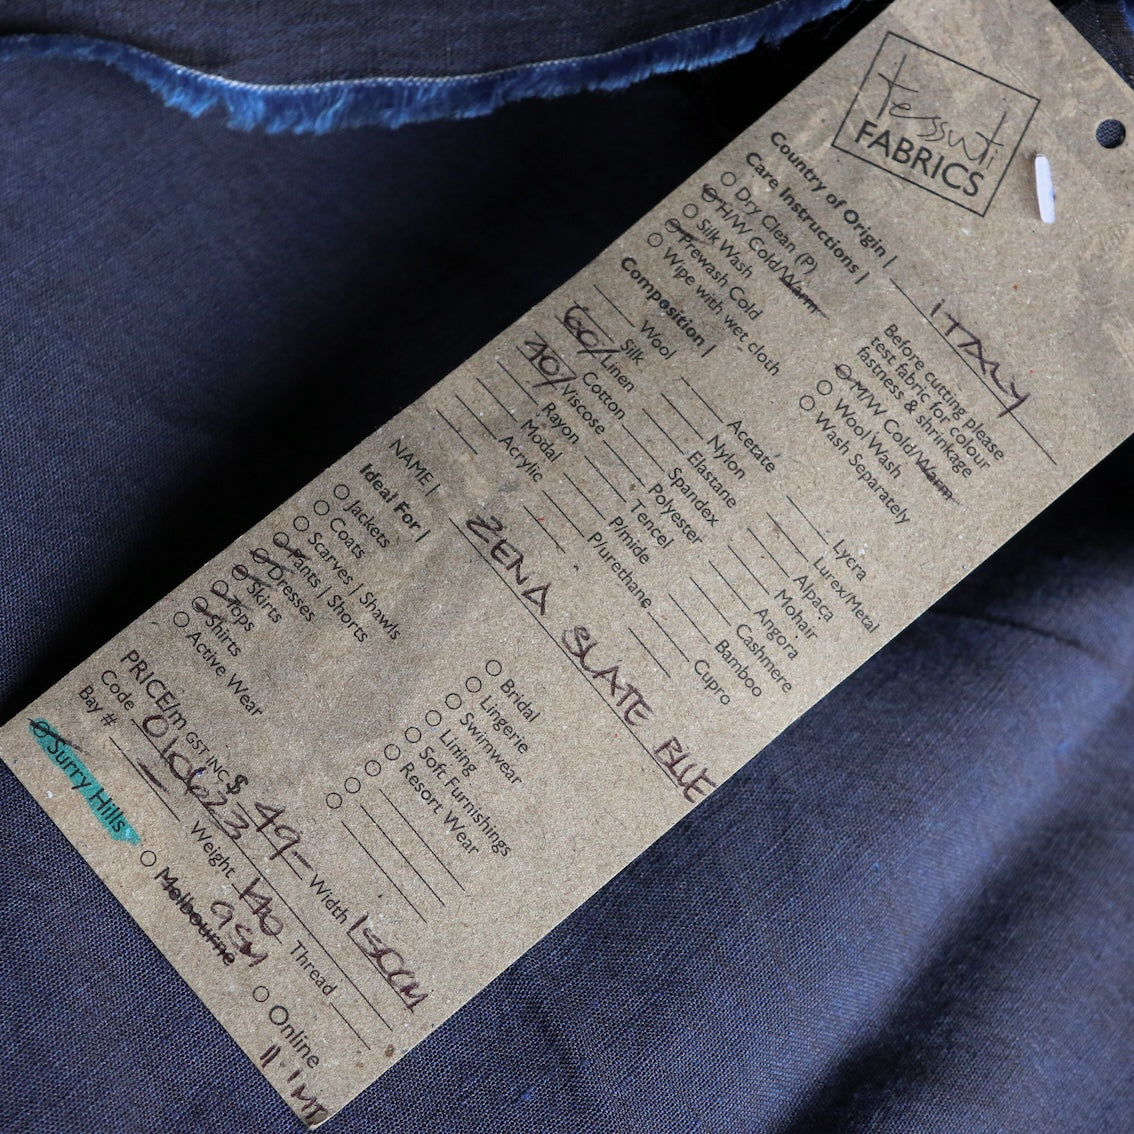 tessuti
FABRICS
Country of Origin | ITALY
Care Instructions |
Dry Clean (P)
H/W Cold/Warm
Silk Wash
Prewash Cold
Wipe with wet cloth
Before cutting please
test fabric for colour
fastness & shrinkage
M/W Cold/Warm
Wool Wash
Wash Separately
Composition |
Wool
Silk
60/ Linen
Cotton
40/ Viscose
Rayon
Modal
Acrylic
Acetate
Nylon
Elastane
Spandex
Polyester
Tencel
P/mide
P/urethane
Lycra
Lurex/Metal
Alpaca
Mohair
Angora
Cashmere
Bamboo
Cupro
NAME | ZENA SLATE BLUE
Ideal For |
Jackets
Coats
Scarves | Shawls
Pants | Shorts
Dresses
Skirts
Tops
Shirts
Active Wear
Bridal
Lingerie
Swimwear
Lining
Soft Furnishings
Resort Wear
PRICE/m GST INC $ 49- Width 150CM
Code 010623 Weight 140 GSM Thread
Bay # -
Surry Hills
Melbourne
Online
11.1MT